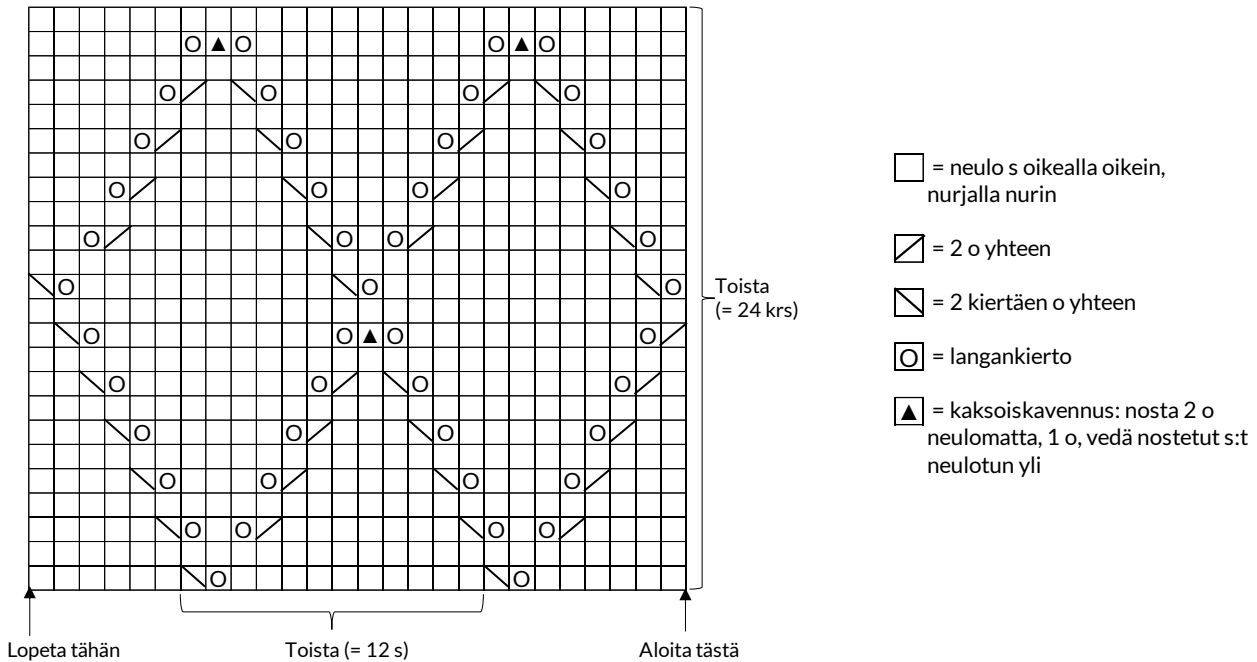 Toista
(= 24 krs)
Lopeta tähän
Toista (= 12 s)
Aloita tästä
= neulo s oikealla oikein,
nurjalla nurin
= 2 o yhteen
= 2 kiertäen o yhteen
O = langankierto
▲ = kaksoiskavennus: nosta 2 o
neulomatta, 1 o, vedä nostetut s:t
neulotun yli